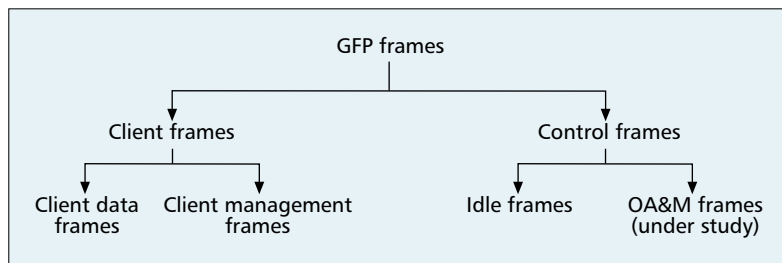 GFP frames
Client frames
Control frames
Client data
frames
Client management
frames
Idle frames
OA&M frames
(under study)